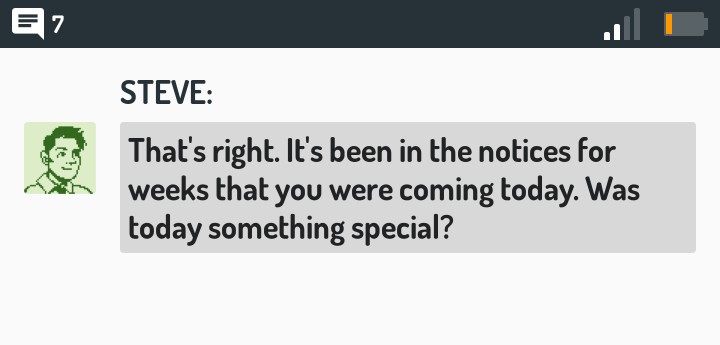 7
STEVE:
That's right. It's been in the notices for
weeks that you were coming today. Was
today something special?